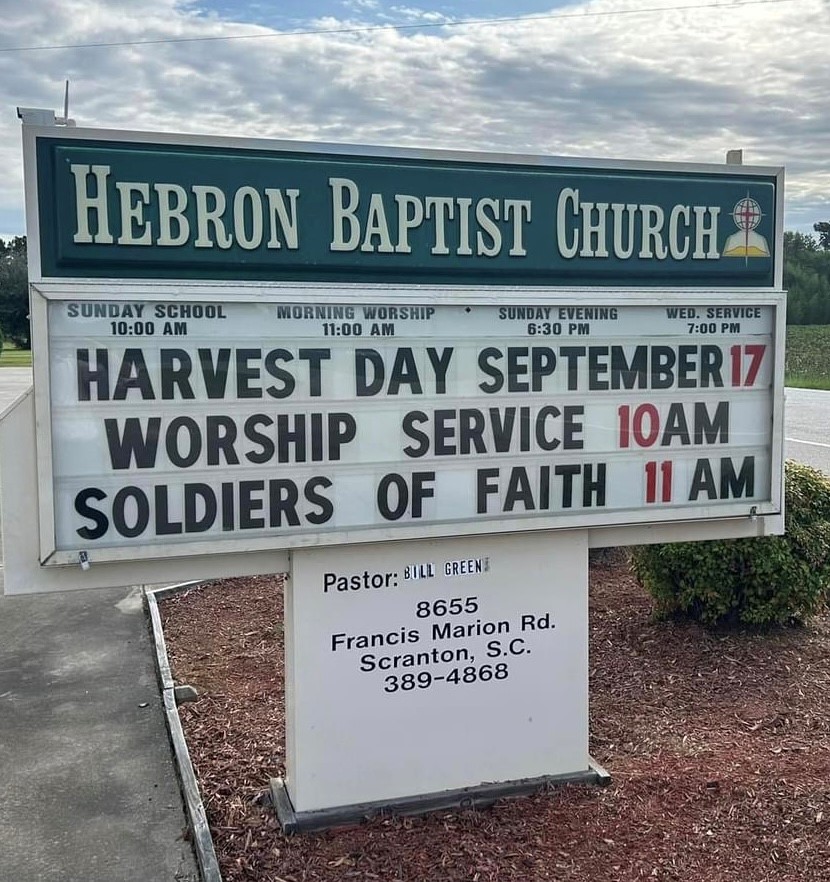 HEBRON BAPTIST CHURCH
SUNDAY SCHOOL MORNING WORSHIP SUNDAY EVENING WED. SERVICE
10:00 AM 11:00 AM 6:30 PM 7:00 PM
HARVEST DAY SEPTEMBER 17
WORSHIP SERVICE 10AM
SOLDIERS OF FAITH 11 AM
Pastor: BILL GREEN
8655
Francis Marion Rd.
Scranton, S.C.
389-4868